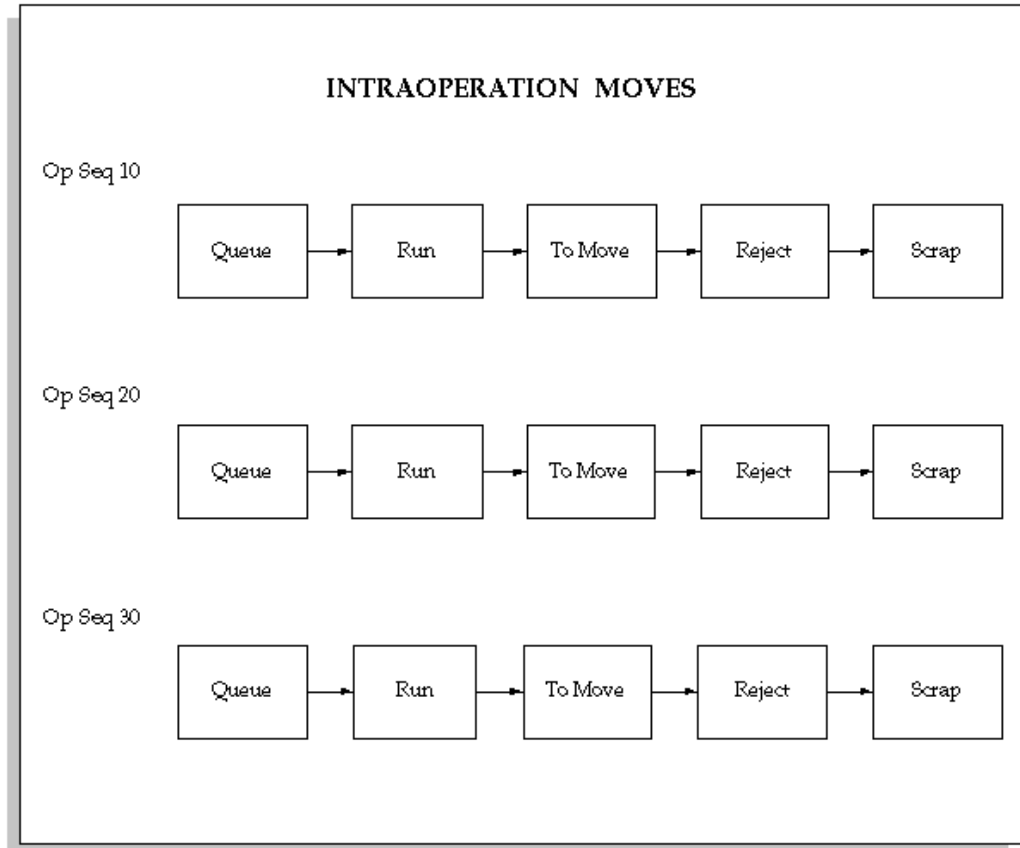 INTRAOPERATION MOVES
Op Seq 10
Queue Run To Move Reject Scrap
Op Seq 20
Queue Run To Move Reject Scrap
Op Seq 30
Queue Run To Move Reject Scrap